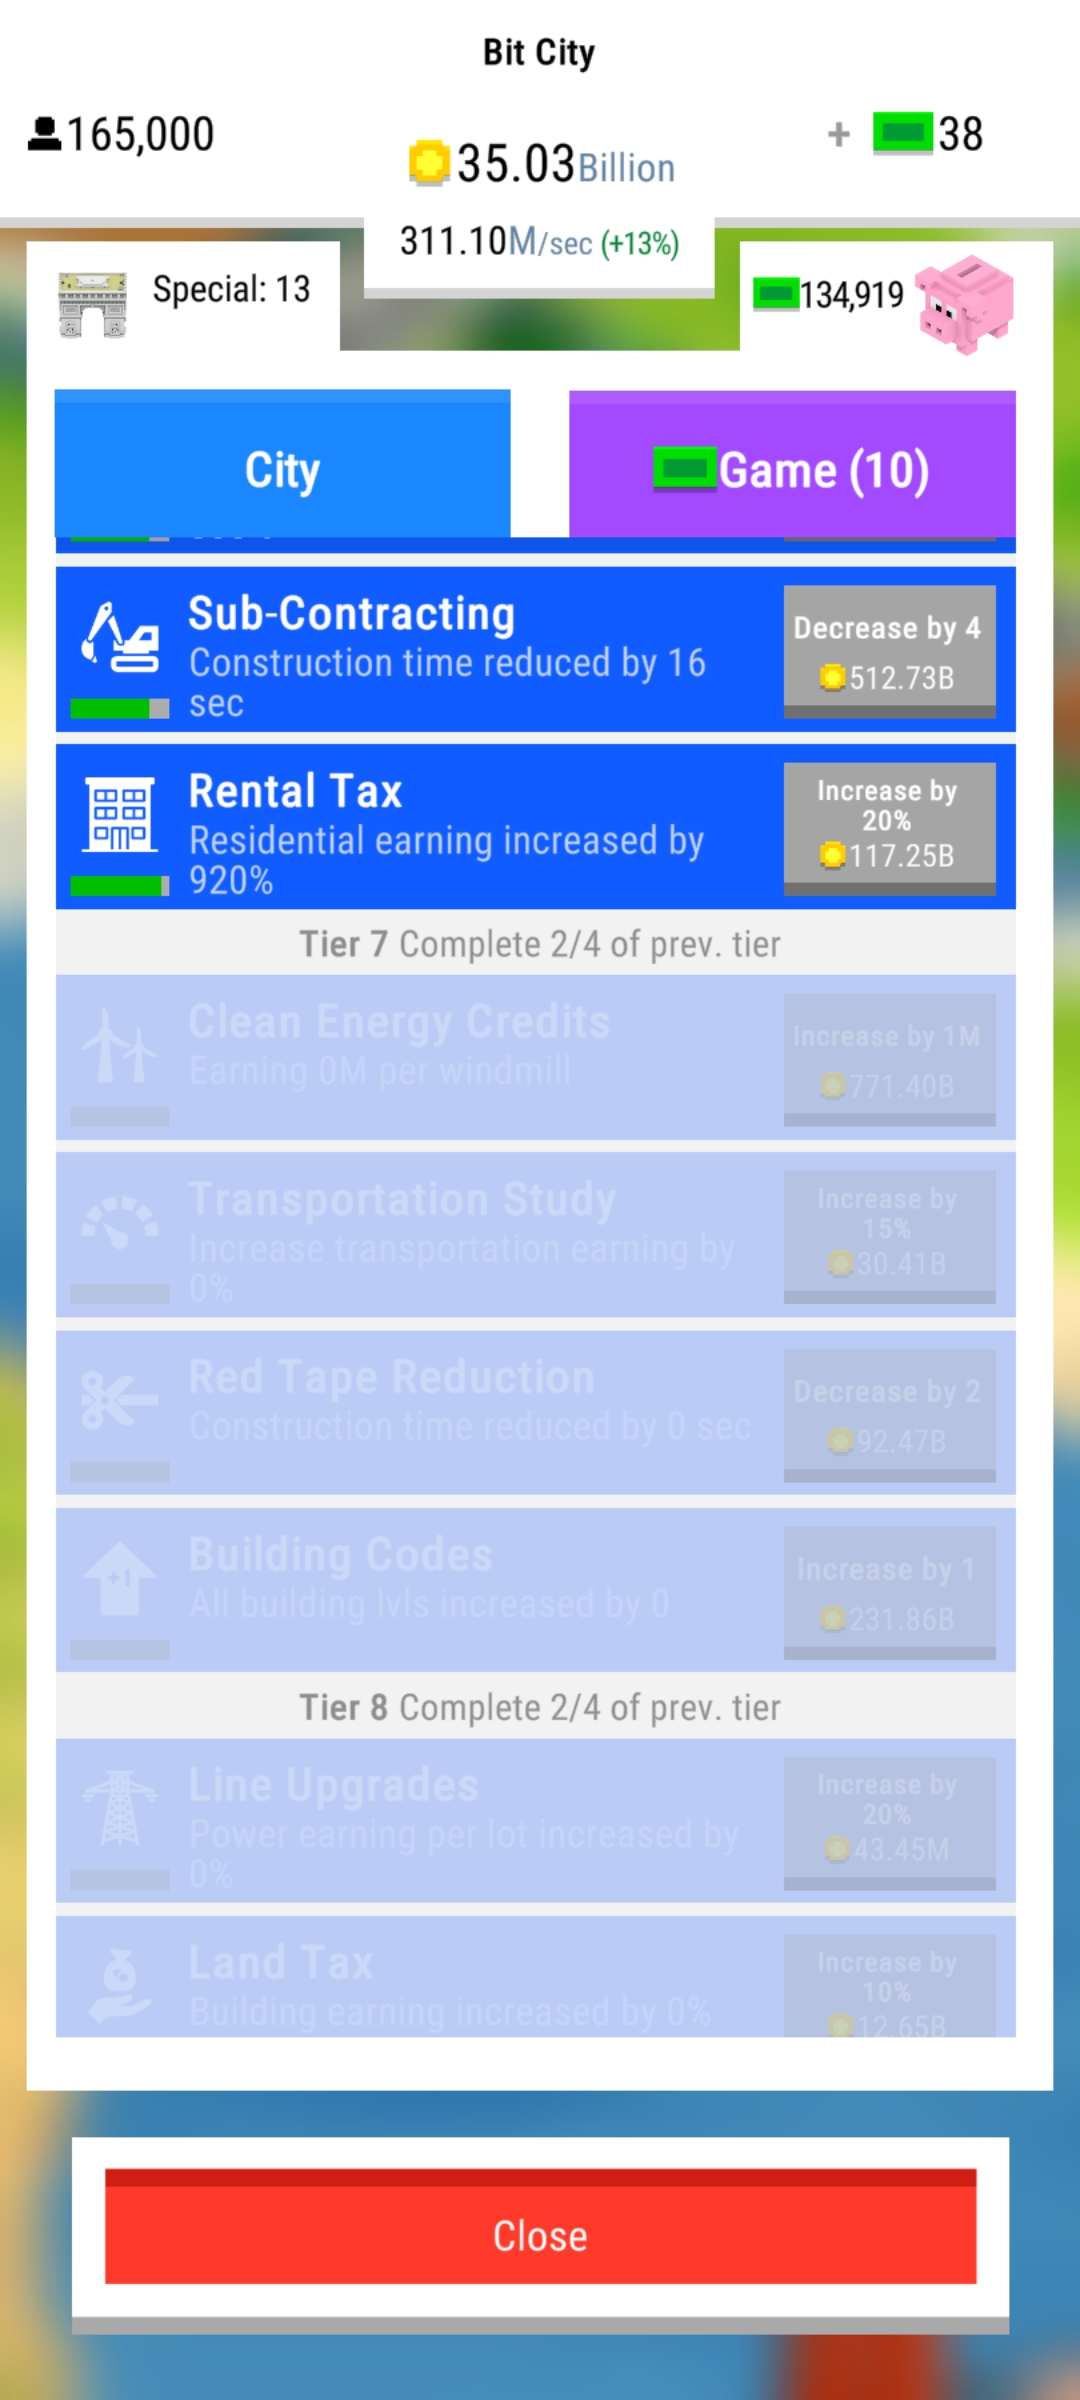 Bit City
165,000
35.03Billion
+ 38
311.10M/sec (+13%)
Special: 13
134,919
City
Game (10)
Sub-Contracting
Construction time reduced by 16
sec
Decrease by 4
512.73B
Rental Tax
Residential earning increased by
920%
Increase by
20%
117.25B
Tier 7 Complete 2/4 of prev. tier
Clean Energy Credits
Earning 0M per windmill
Increase by 1M
771.40B
Transportation Study
Increase transportation earning by
0%
Increase by
15%
30.41B
Red Tape Reduction
Construction time reduced by 0 sec
Decrease by 2
92.47B
+1
Building Codes
All building lvls increased by 0
Increase by 1
231.86B
Tier 8 Complete 2/4 of prev. tier
Line Upgrades
Power earning per lot increased by
0%
Increase by
20%
43.45M
Land Tax
Building earning increased by 0%
Increase by
10%
12.65B
Close